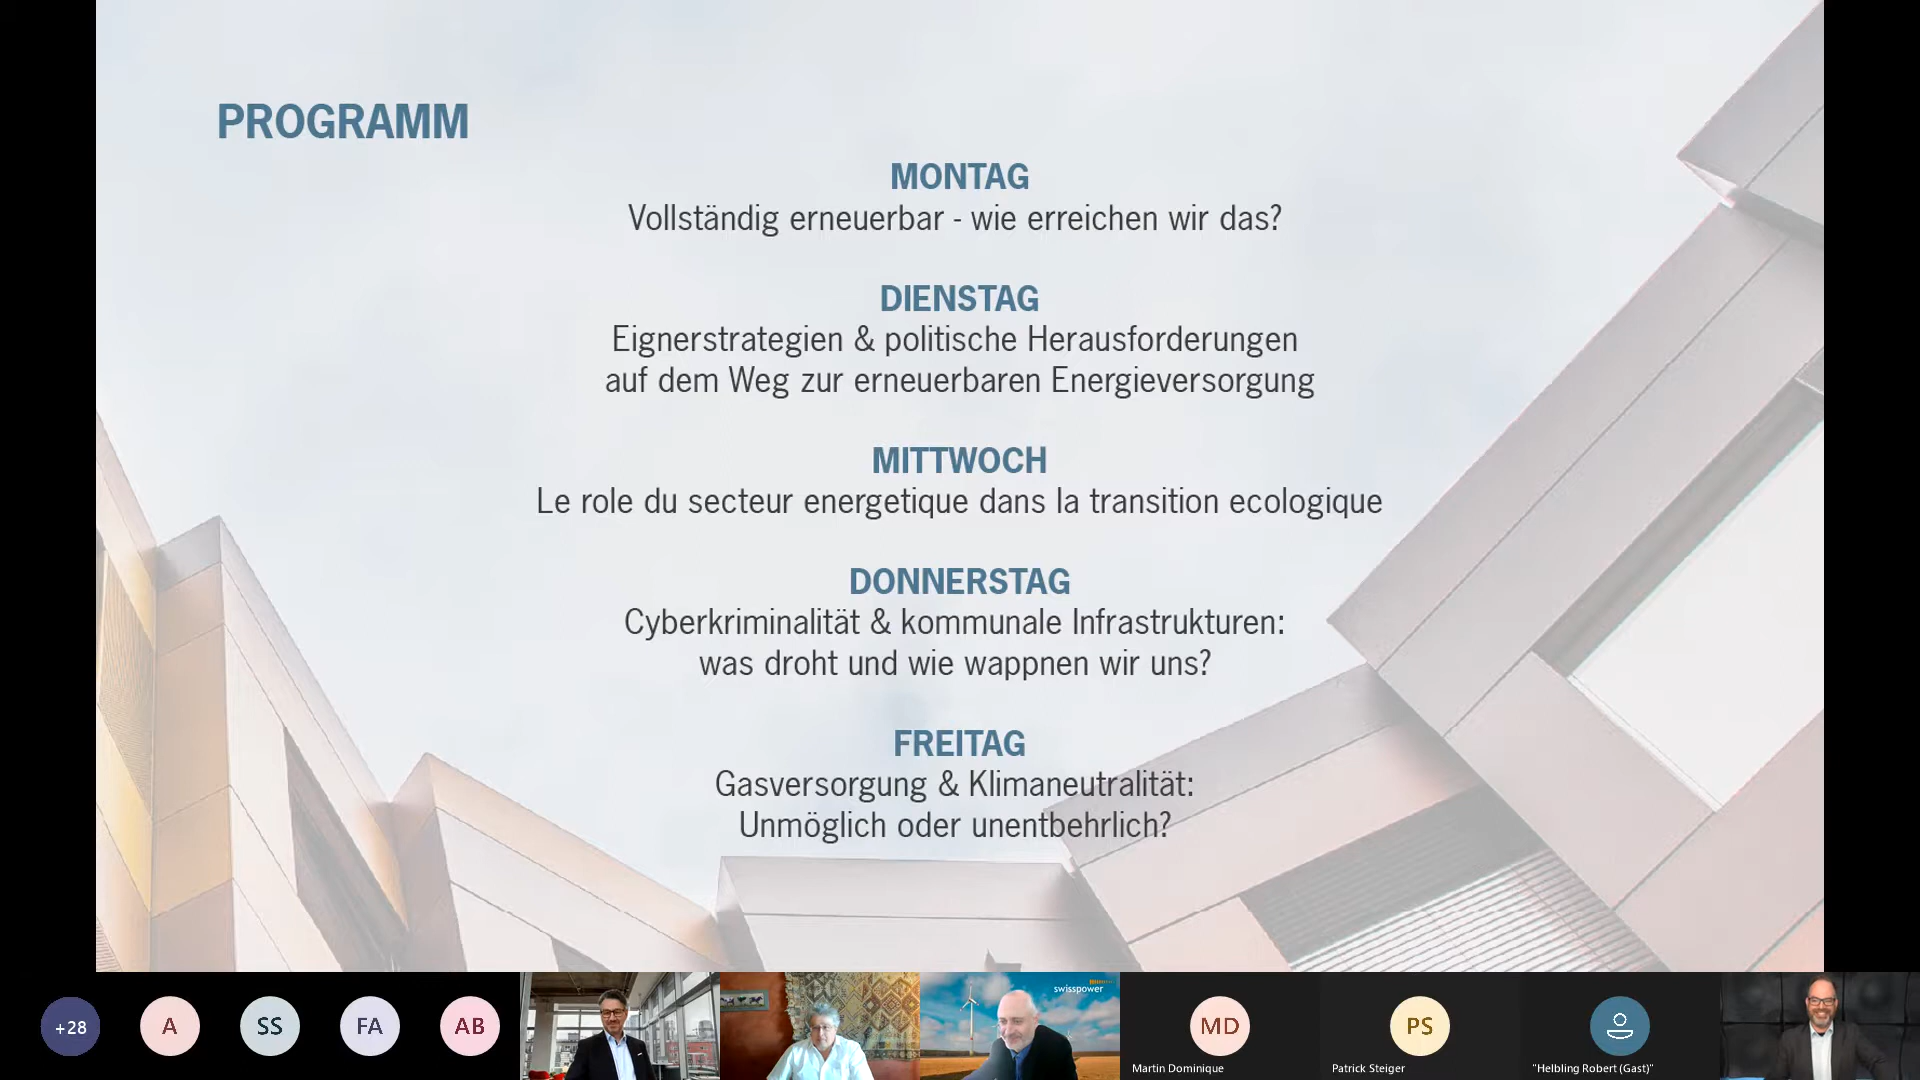 PROGRAMM
MONTAG
Vollständig erneuerbar - wie erreichen wir das?
DIENSTAG
Eignerstrategien & politische Herausforderungen
auf dem Weg zur erneuerbaren Energieversorgung
MITTWOCH
Le role du secteur energetique dans la transition ecologique
DONNERSTAG
Cyberkriminalität & kommunale Infrastrukturen:
was droht und wie wappnen wir uns?
FREITAG
Gasversorgung & Klimaneutralität:
Unmöglich oder unentbehrlich?
+28
A
SS
FA
AB
swisspower
MD
Martin Dominique
PS
Patrick Steiger
"Helbling Robert (Gast)"